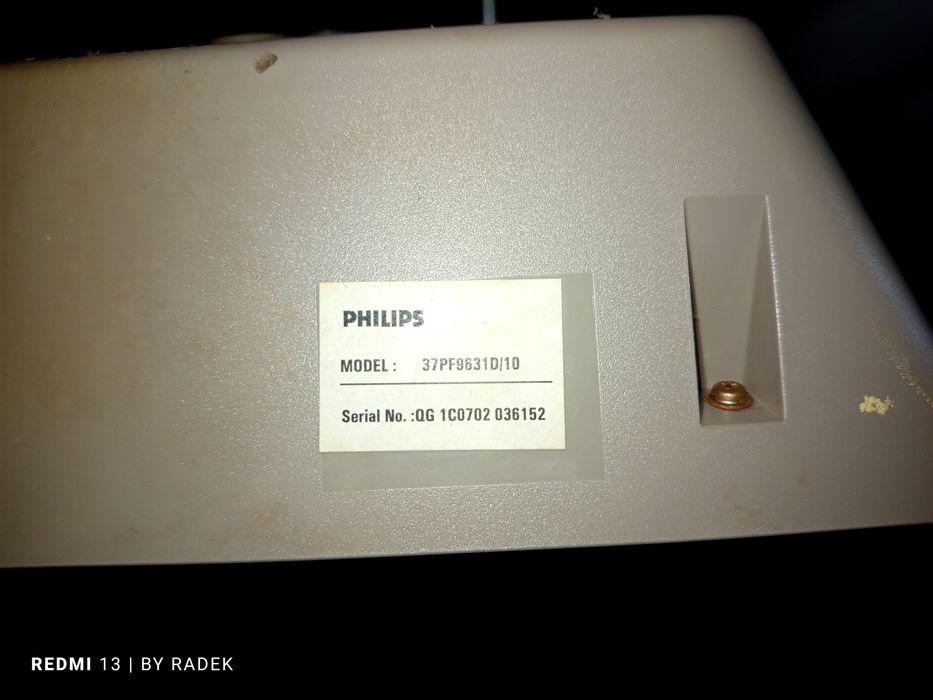 PHILIPS
MODEL : 37PF9631D/10
Serial No. :QG 1C0702 036152
REDMI 13 | BY RADEK